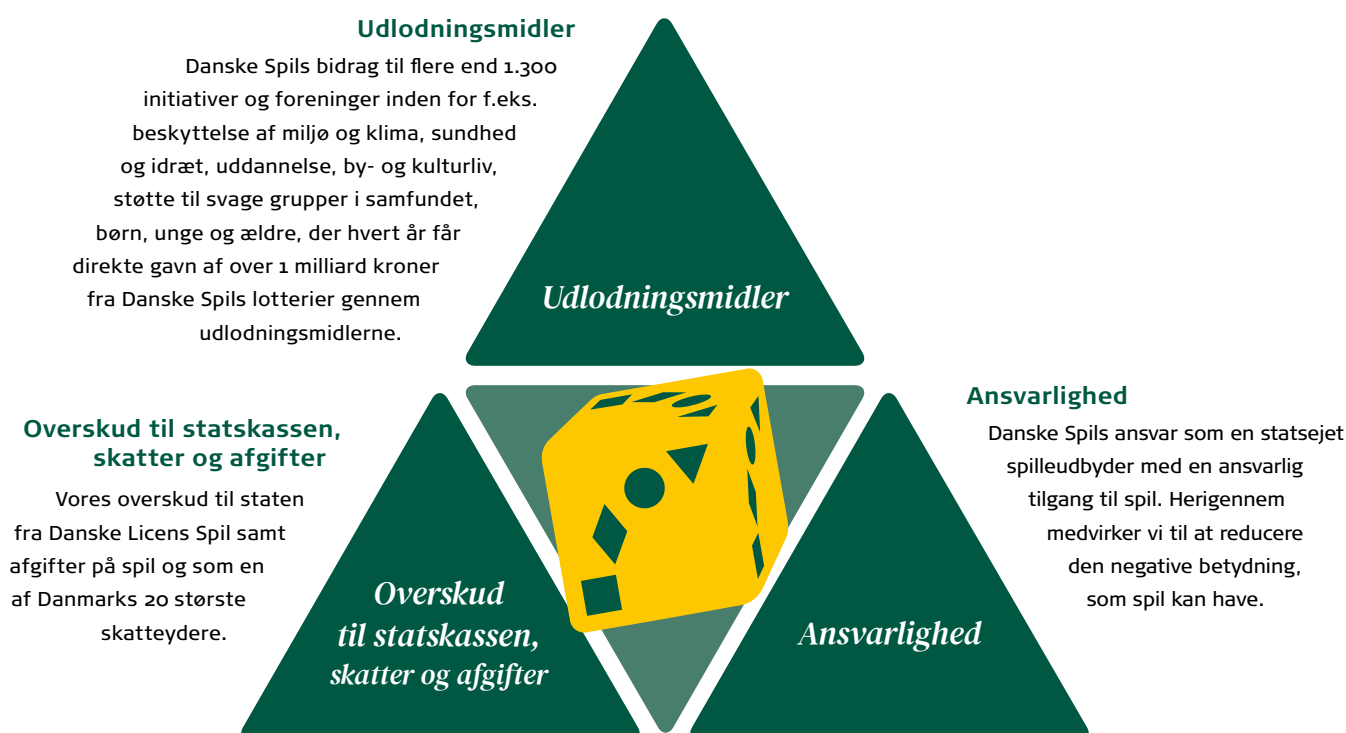 Udlodningsmidler
Danske Spils bidrag til flere end 1.300
initiativer og foreninger inden for f.eks.
beskyttelse af miljø og klima, sundhed
og idræt, uddannelse, by- og kulturliv,
støtte til svage grupper i samfundet,
børn, unge og ældre, der hvert år får
direkte gavn af over 1 milliard kroner
fra Danske Spils lotterier gennem
udlodningsmidlerne.
Udlodningsmidler
Overskud til statskassen,
skatter og afgifter
Vores overskud til staten
fra Danske Licens Spil samt
afgifter på spil og som en
af Danmarks 20 største
skatteydere.
Overskud
til statskassen,
skatter og afgifter
Ansvarlighed
Ansvarlighed
Danske Spils ansvar som en statsejet
spilleudbyder med en ansvarlig
tilgang til spil. Herigennem
medvirker vi til at reducere
den negative betydning,
som spil kan have.